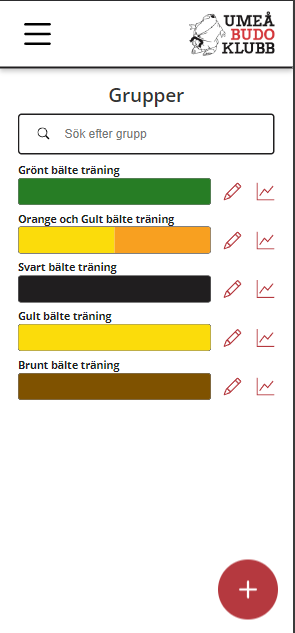 UMEÅ
BUDO
KLUBB
Grupper
Sök efter grupp
Grönt bälte träning
Orange och Gult bälte träning
Svart bälte träning
Gult bälte träning
Brunt bälte träning